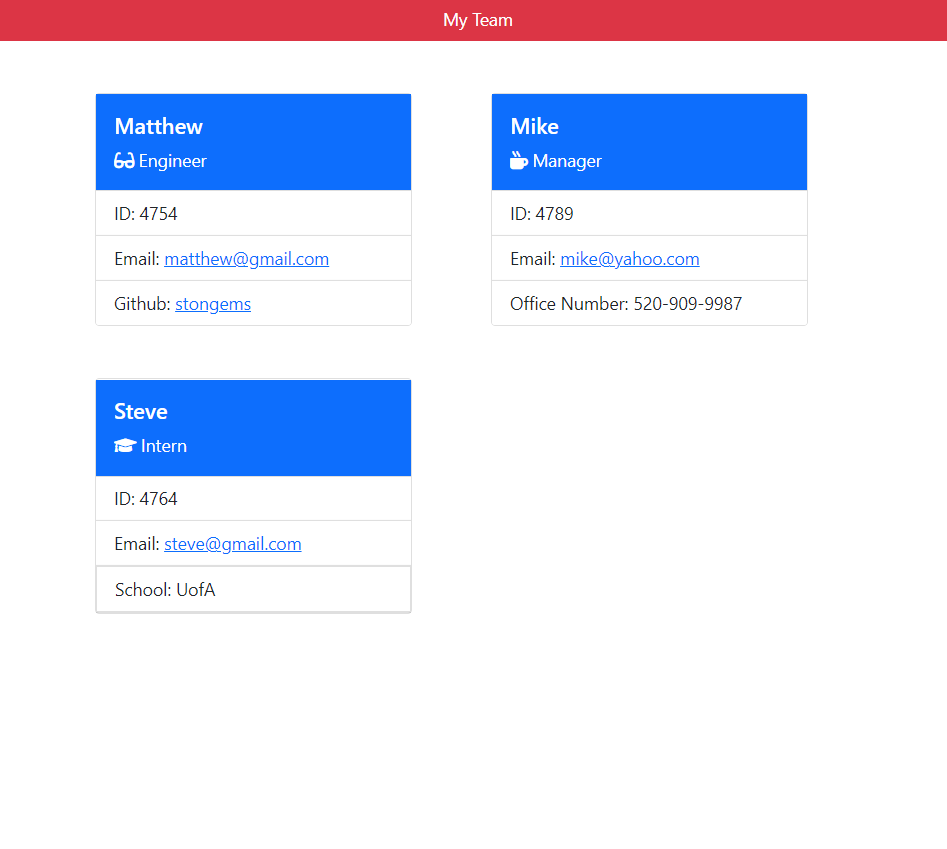 My Team
Matthew
Engineer
ID: 4754
Email: matthew@gmail.com
Github: stongems
Mike
Manager
ID: 4789
Email: mike@yahoo.com
Office Number: 520-909-9987
Steve
Intern
ID: 4764
Email: steve@gmail.com
School: UofA